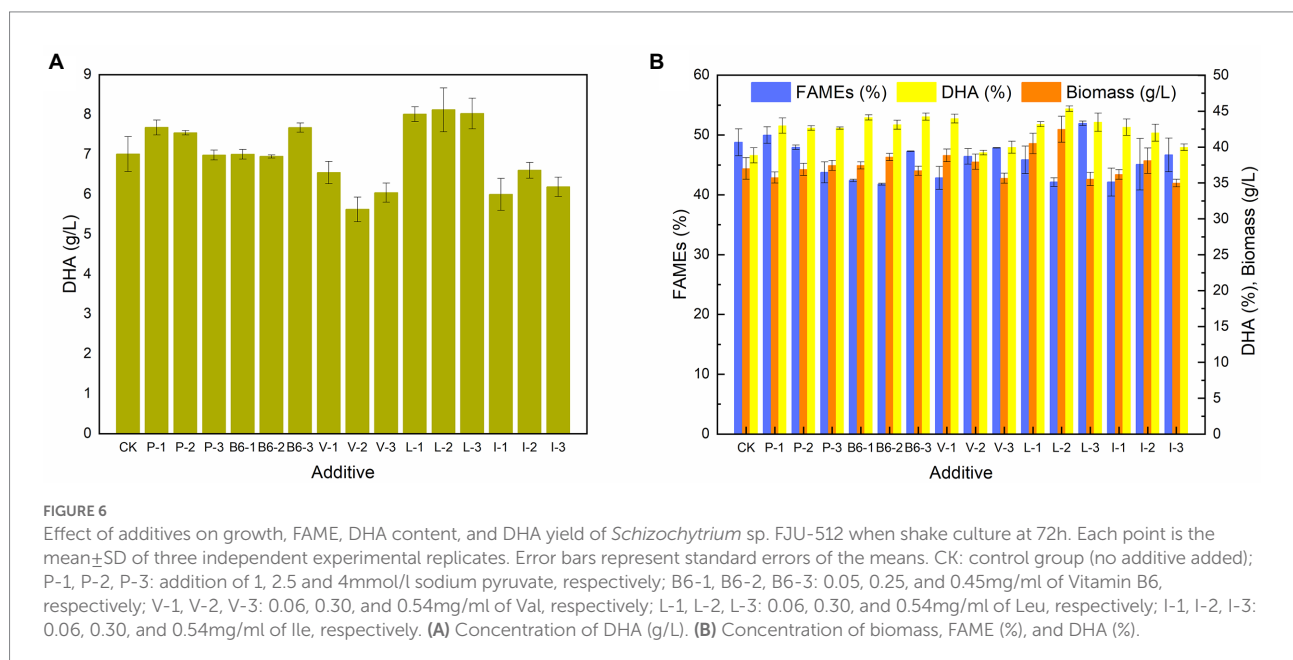 A
9
8
7
6
5
4
3
2
1
0
DHA (g/L)
CK P-1 P-2 P-3 B6-1 B6-2 B6-3 V-1 V-2 V-3 L-1 L-2 L-3 I-1 I-2 I-3
Additive
B
FAMEs (%) DHA (%) Biomass (g/L)
60
50
40
30
20
10
0
FAMEs (%)
50
45
40
35
30
25
20
15
10
5
0
DHA (%), Biomass (g/L)
CK P-1 P-2 P-3 B6-1 B6-2 B6-3 V-1 V-2 V-3 L-1 L-2 L-3 I-1 I-2 I-3
Additive
FIGURE 6
Effect of additives on growth, FAME, DHA content, and DHA yield of Schizochytrium sp. FJU-512 when shake culture at 72h. Each point is the
mean±SD of three independent experimental replicates. Error bars represent standard errors of the means. CK: control group (no additive added);
P-1, P-2, P-3: addition of 1, 2.5 and 4mmol/l sodium pyruvate, respectively; B6-1, B6-2, B6-3: 0.05, 0.25, and 0.45mg/ml of Vitamin B6,
respectively; V-1, V-2, V-3: 0.06, 0.30, and 0.54mg/ml of Val, respectively; L-1, L-2, L-3: 0.06, 0.30, and 0.54mg/ml of Leu, respectively; I-1, I-2, I-3:
0.06, 0.30, and 0.54mg/ml of Ile, respectively. (A) Concentration of DHA (g/L). (B) Concentration of biomass, FAME (%), and DHA (%).